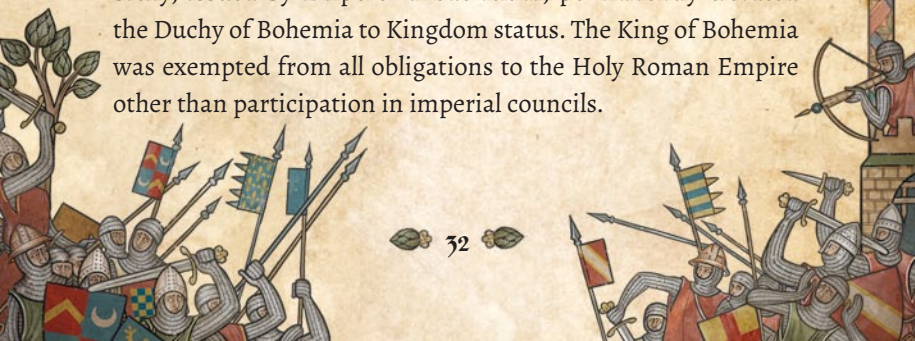 the Duchy of Bohemia to Kingdom status. The King of Bohemia
was exempted from all obligations to the Holy Roman Empire
other than participation in imperial councils.
32